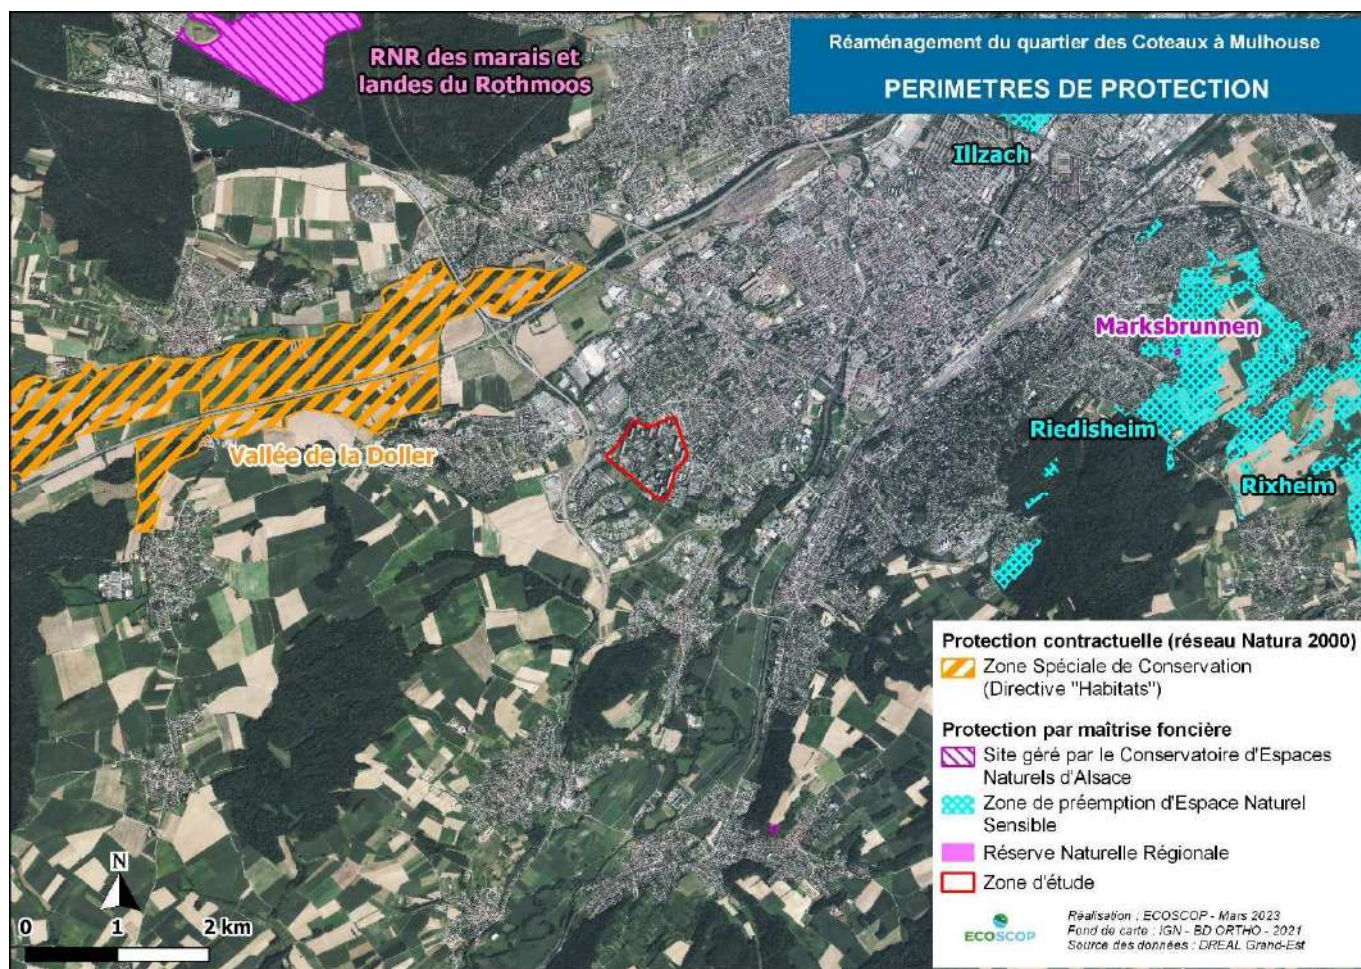 RNR des marais et
landes du Rothmoos
Réaménagement du quartier des Coteaux à Mulhouse
PERIMETRES DE PROTECTION
Illzach
Marksbrunnen
Riedisheim
Rixheim
Vallée de la Doller
Protection contractuelle (réseau Natura 2000)
Zone Spéciale de Conservation
(Directive "Habitats")
Protection par maîtrise foncière
Site géré par le Conservatoire d'Espaces
Naturels d'Alsace
Zone de préemption d'Espace Naturel
Sensible
Réserve Naturelle Régionale
Zone d'étude
N
0 1 2 km
ECOSCOP
Réalisation : ECOSCOP - Mars 2023
Fond de carte : IGN - BD ORTHO - 2021
Source des données : DREAL Grand-Est